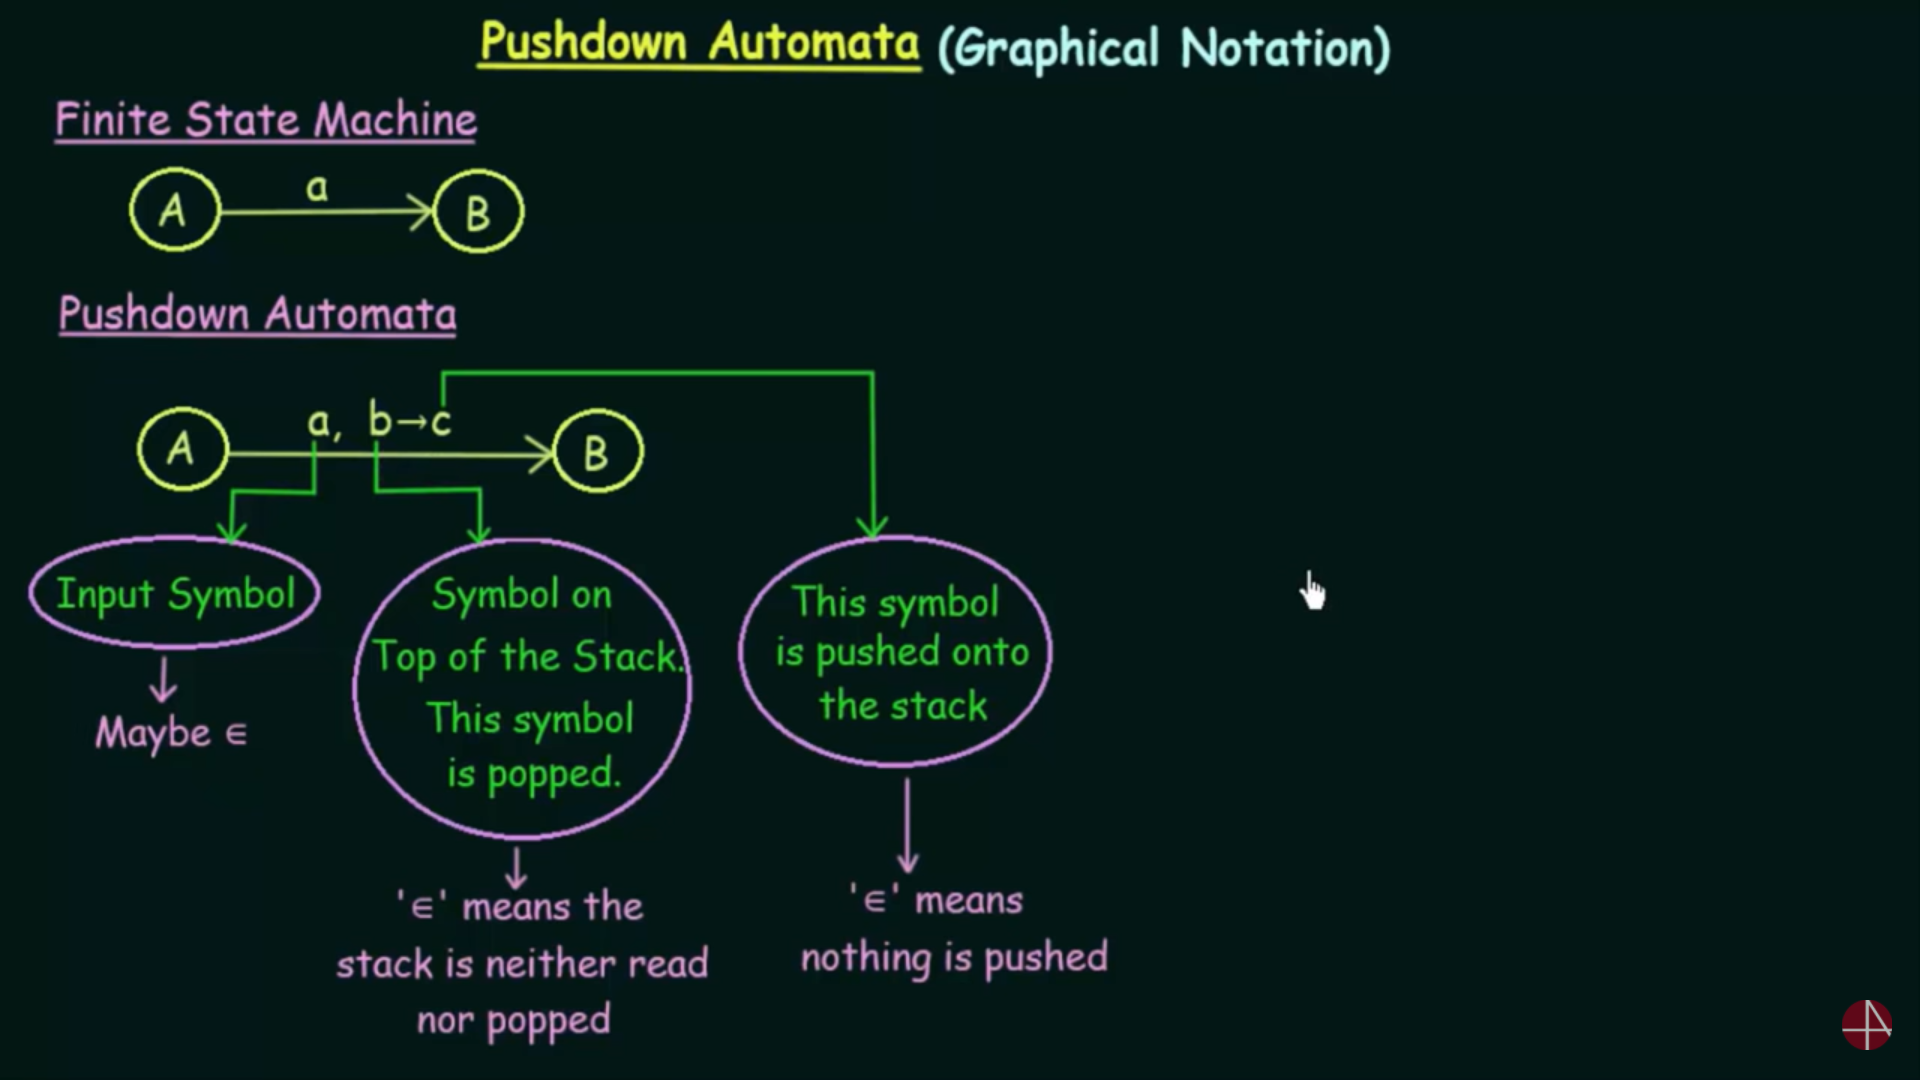 Pushdown Automata (Graphical Notation)
Finite State Machine
A
a
B
Pushdown Automata
A
a, b→c
B
Input Symbol
Maybe ∈
Symbol on
Top of the Stack.
This symbol
is popped.
'∈' means the
stack is neither read
nor popped
This symbol
is pushed onto
the stack
'∈' means
nothing is pushed